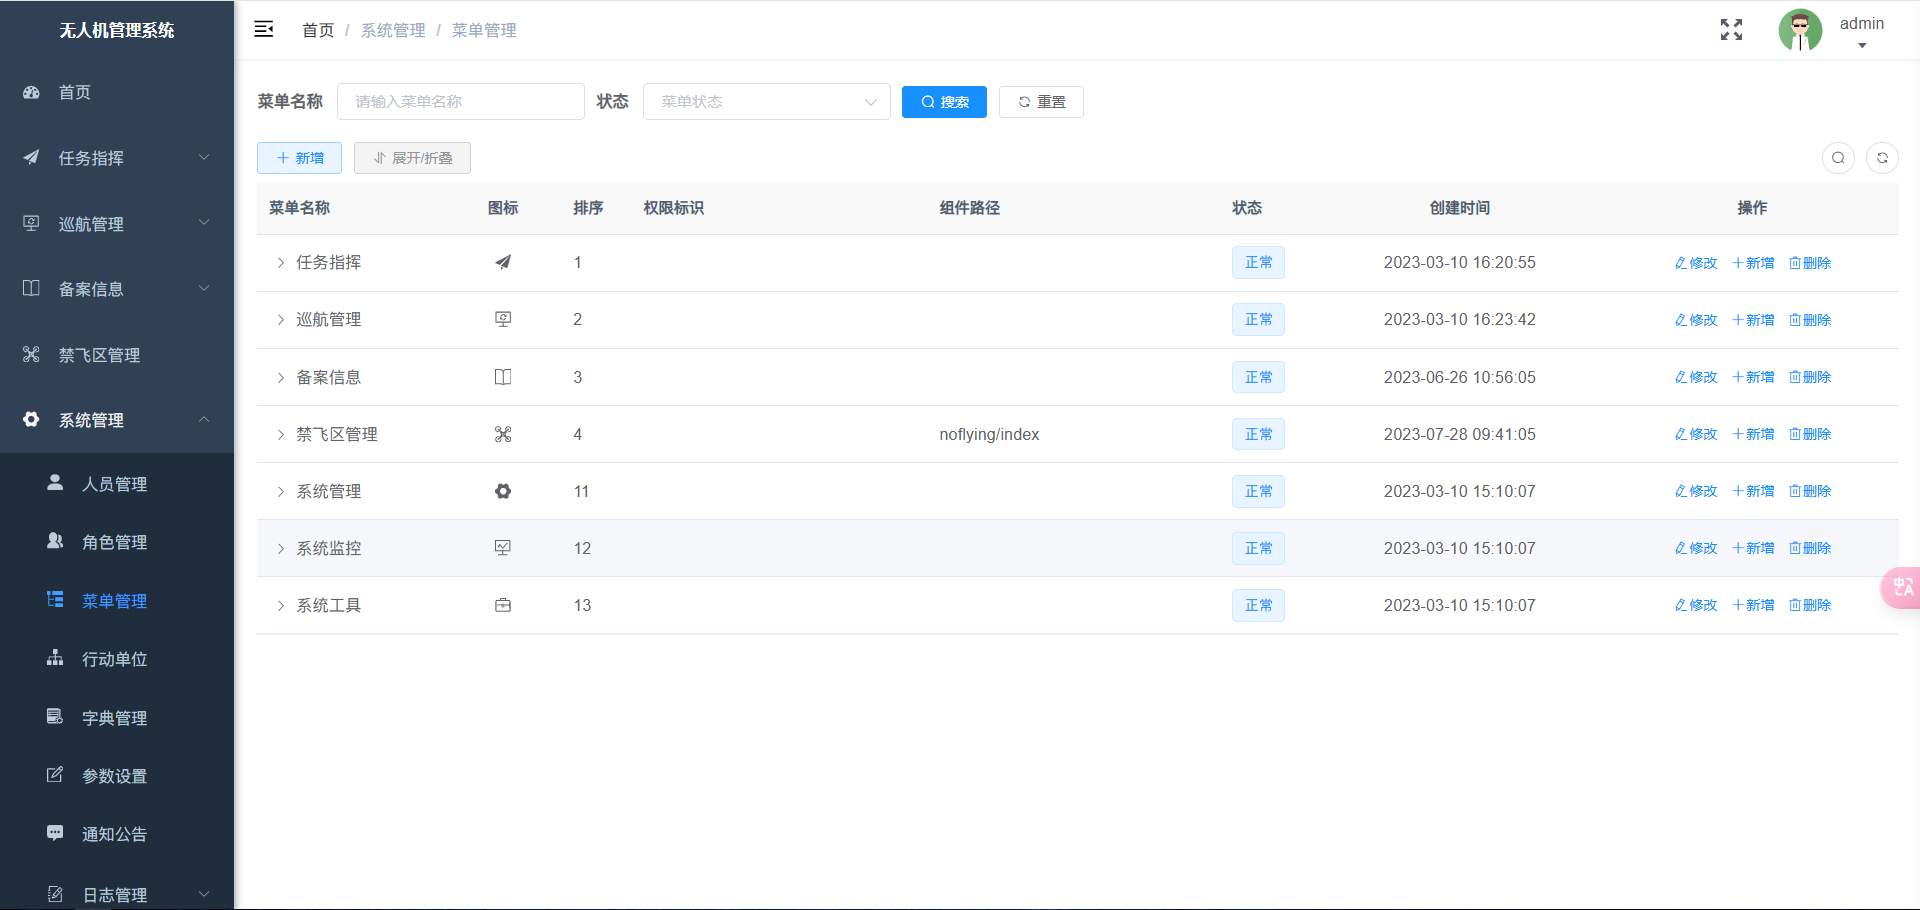 无人机管理系统
首页 / 系统管理 / 菜单管理
admin
首页
任务指挥
巡航管理
备案信息
禁飞区管理
系统管理
人员管理
角色管理
菜单管理
行动单位
字典管理
参数设置
通知公告
日志管理
菜单名称 请输入菜单名称 状态 菜单状态 搜索 重置
新增 展开/折叠
菜单名称 图标 排序 权限标识 组件路径 状态 创建时间 操作
任务指挥 1 正常 2023-03-10 16:20:55 修改 新增 删除
巡航管理 2 正常 2023-03-10 16:23:42 修改 新增 删除
备案信息 3 正常 2023-06-26 10:56:05 修改 新增 删除
禁飞区管理 4 noflying/index 正常 2023-07-28 09:41:05 修改 新增 删除
系统管理 11 正常 2023-03-10 15:10:07 修改 新增 删除
系统监控 12 正常 2023-03-10 15:10:07 修改 新增 删除
系统工具 13 正常 2023-03-10 15:10:07 修改 新增 删除
中A